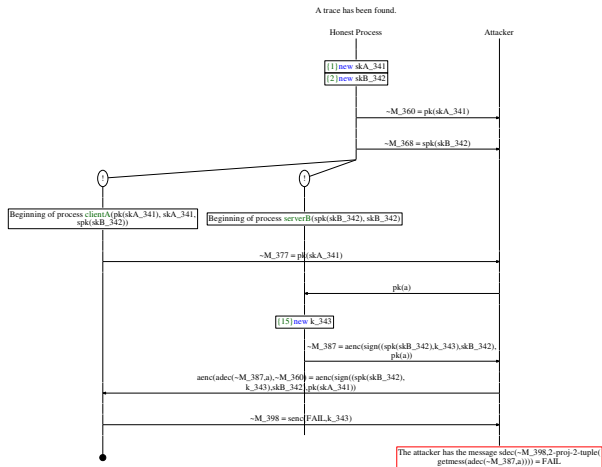 A trace has been found.
Honest Process
Attacker
[1]new skA_341
[2]new skB_342
~M_360 = pk(skA_341)
~M_368 = spk(skB_342)
!
!
Beginning of process clientA(pk(skA_341), skA_341,
spk(skB_342))
Beginning of process serverB(spk(skB_342), skB_342)
~M_377 = pk(skA_341)
pk(a)
[15]new k_343
~M_387 = aenc(sign((spk(skB_342),k_343),skB_342),
pk(a))
aenc(adec(~M_387,a),~M_360) = aenc(sign((spk(skB_342),
k_343),skB_342),pk(skA_341))
~M_398 = senc(FAIL,k_343)
The attacker has the message sdec(~M_398,2-proj-2-tuple(
getmess(adec(~M_387,a)))) = FAIL